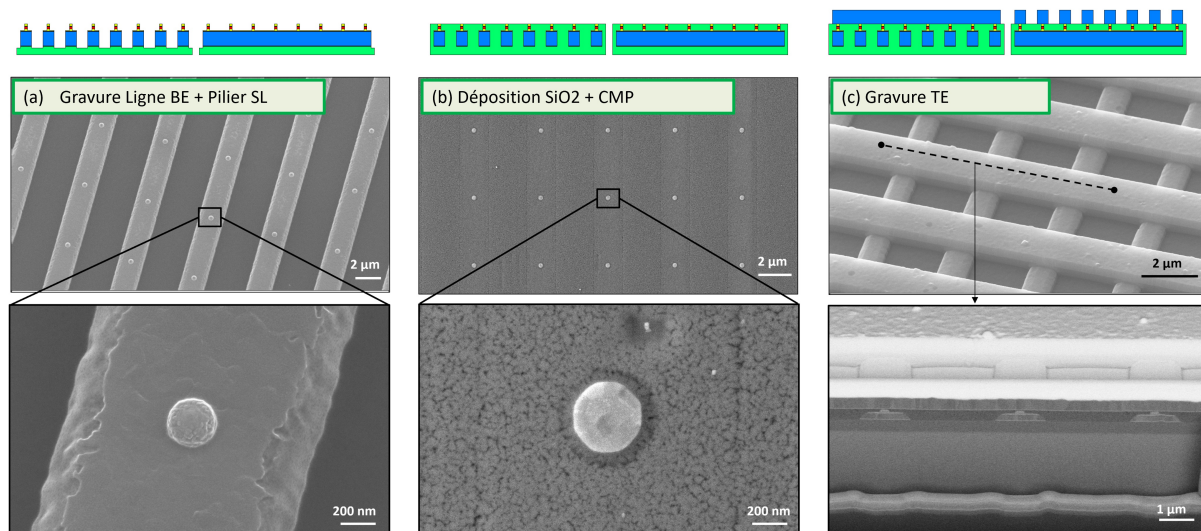 (a) Gravure Ligne BE + Pilier SL
(b) Déposition SiO2 + CMP
(c) Gravure TE
2 µm
2 µm
2 µm
200 nm
200 nm
1 µm